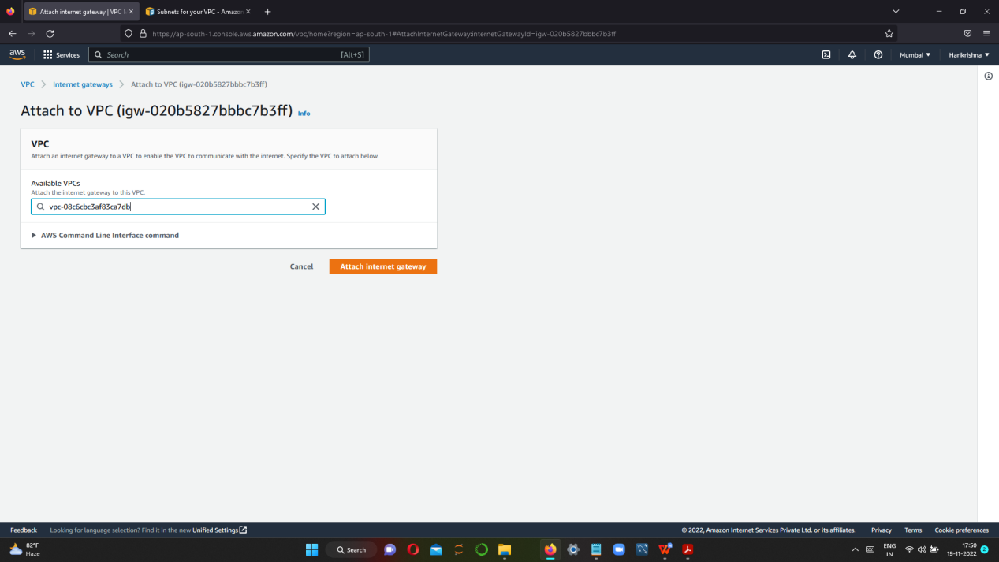 Attach internet gateway | VPC
Subnets for your VPC - Amazon
https://ap-south-1.console.aws.amazon.com/vpc/home?region=ap-south-1#AttachInternetGateway:internetGatewayId=igw-020b5827bbbc7b3ff
aws
Services
Search
[Alt+S]
Mumbai
Harikrishna
VPC
Internet gateways
Attach to VPC (igw-020b5827bbbc7b3ff)
Attach to VPC (igw-020b5827bbbc7b3ff) Info
VPC
Attach an internet gateway to a VPC to enable the VPC to communicate with the internet. Specify the VPC to attach below.
Available VPCs
Attach the internet gateway to this VPC.
vpc-08c6cbc3af83ca7db
AWS Command Line Interface command
Cancel
Attach internet gateway
Feedback
Looking for language selection? Find it in the new Unified Settings
© 2022, Amazon Internet Services Private Ltd. or its affiliates.
Privacy
Terms
Cookie preferences
82°F
Haze
Search
ENG
IN
17:50
19-11-2022
2